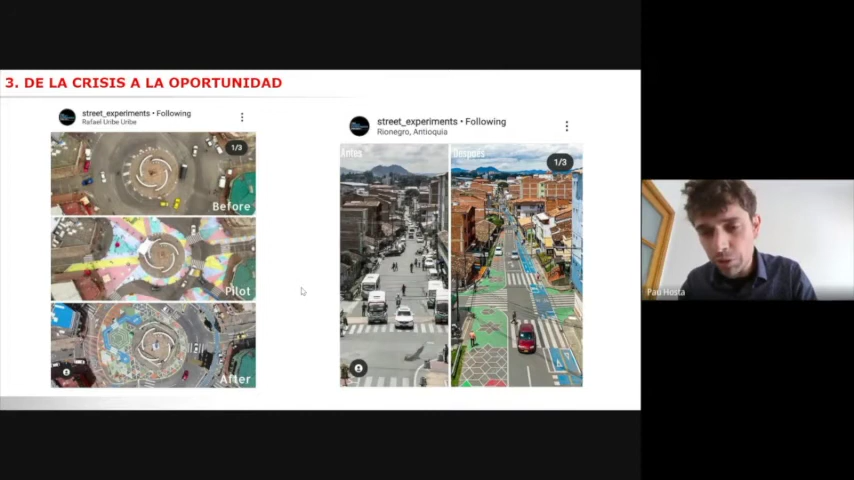 3. DE LA CRISIS A LA OPORTUNIDAD
street_experiments • Following
Rafael Uribe Uribe
1/3
Before
Pilot
After
street_experiments • Following
Rionegro, Antioquia
Antes
Después
1/3
Pau Hosta